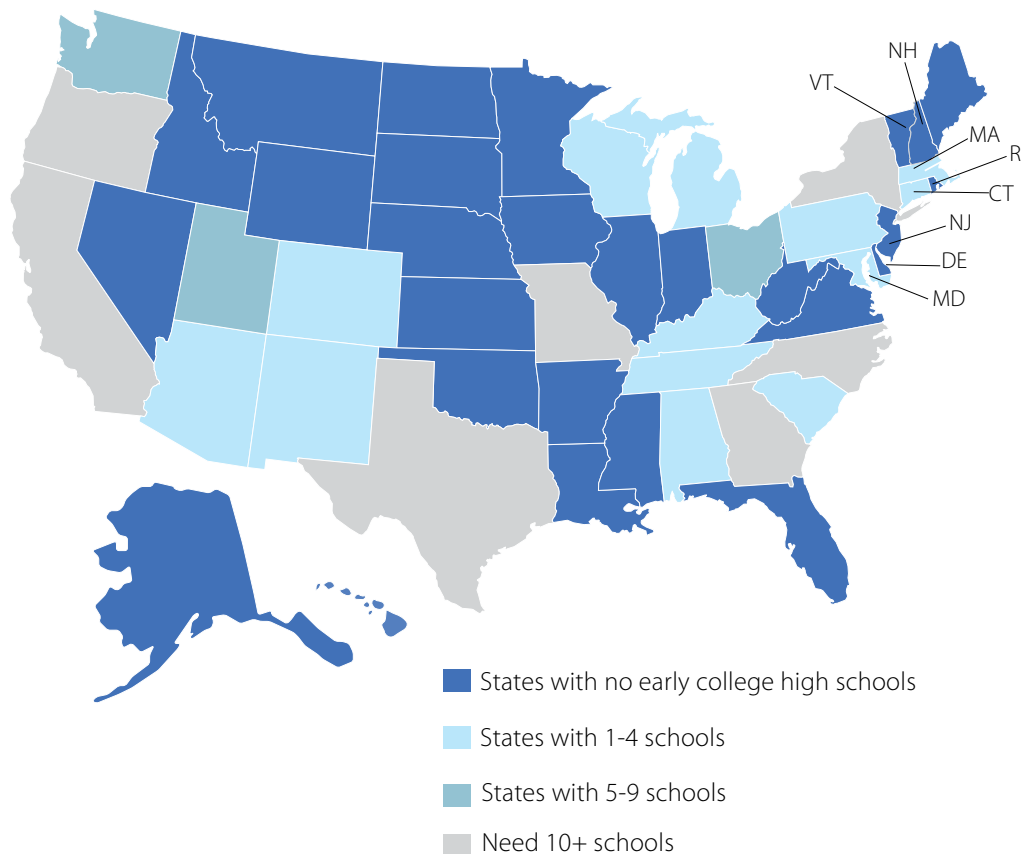 NH
VT
MA
R
CT
NJ
DE
MD
States with no early college high schools
States with 1-4 schools
States with 5-9 schools
Need 10+ schools